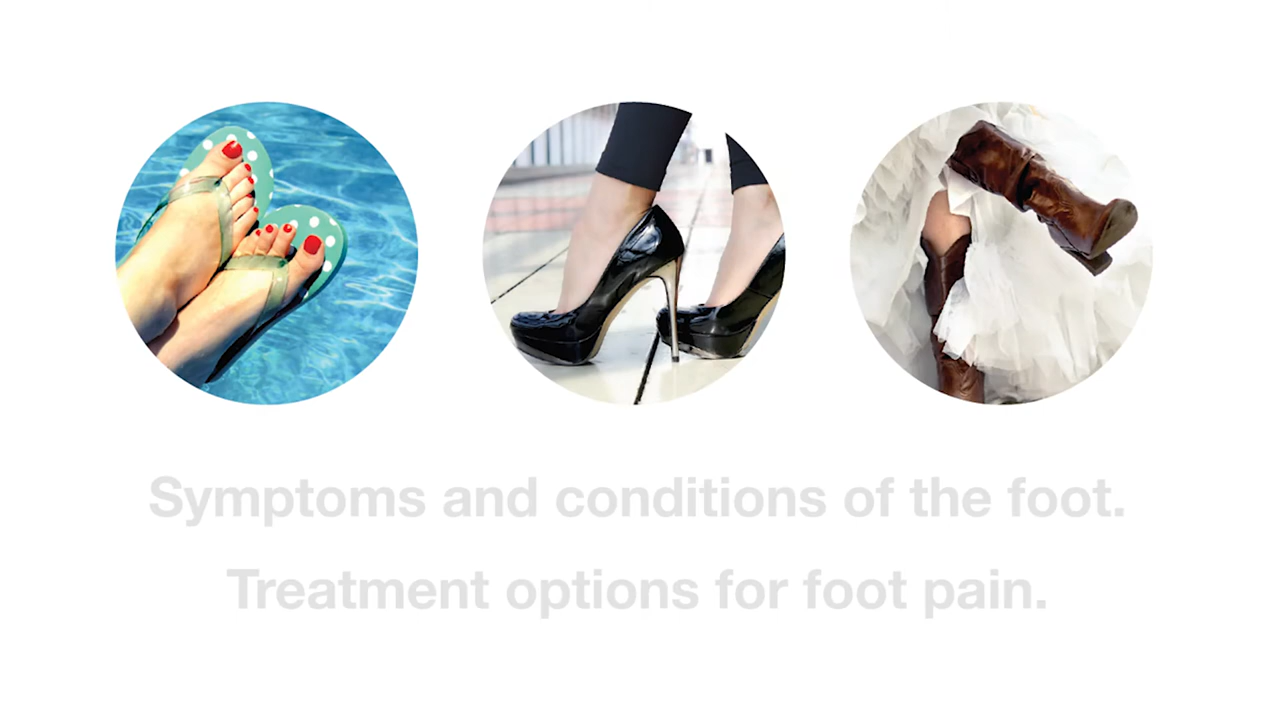 Symptoms and conditions of the foot.
Treatment options for foot pain.